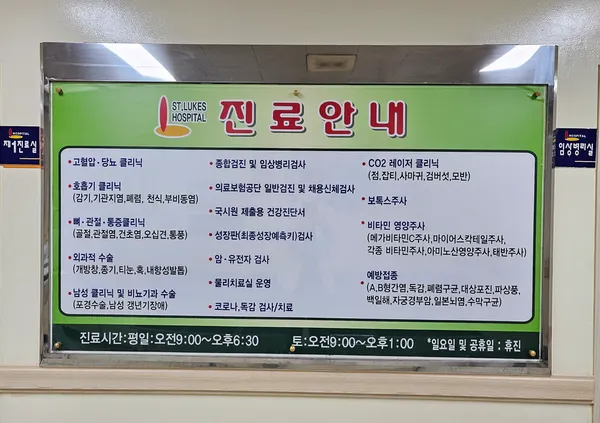 ST.LUKES
HOSPITAL
진료안내
• 고혈압·당뇨 클리닉
• 호흡기 클리닉
(감기,기관지염,폐렴, 천식,부비동염)
• 뼈·관절·통증클리닉
(골절,관절염,건초염,오십견,통풍)
• 외과적 수술
(개방창,종기,티눈,혹,내향성발톱)
• 남성 클리닉 및 비뇨기과 수술
(포경수술,남성 갱년기장애)
• 종합검진 및 임상병리검사
• 의료보험공단 일반검진 및 채용신체검사
• 국시원 제출용 건강진단서
• 성장판(최종성장예측키)검사
• 암·유전자 검사
• 물리치료실 운영
• 코로나,독감 검사/치료
• CO2 레이저 클리닉
(점,잡티,사마귀,검버섯,모반)
• 보톡스주사
• 비타민 영양주사
(메가비타민C주사,마이어스칵테일주사,
각종 비타민주사,아미노산영양주사,태반주사)
• 예방접종
(A,B형간염,독감,폐렴구균,대상포진,파상풍,
백일해,자궁경부암,일본뇌염,수막구균)
진료시간:평일:오전9:00~오후6:30 토:오전9:00~오후1:00 *일요일 및 공휴일 : 휴진
HOSPITAL
제1진료실
HOSPITAL
임상병리실